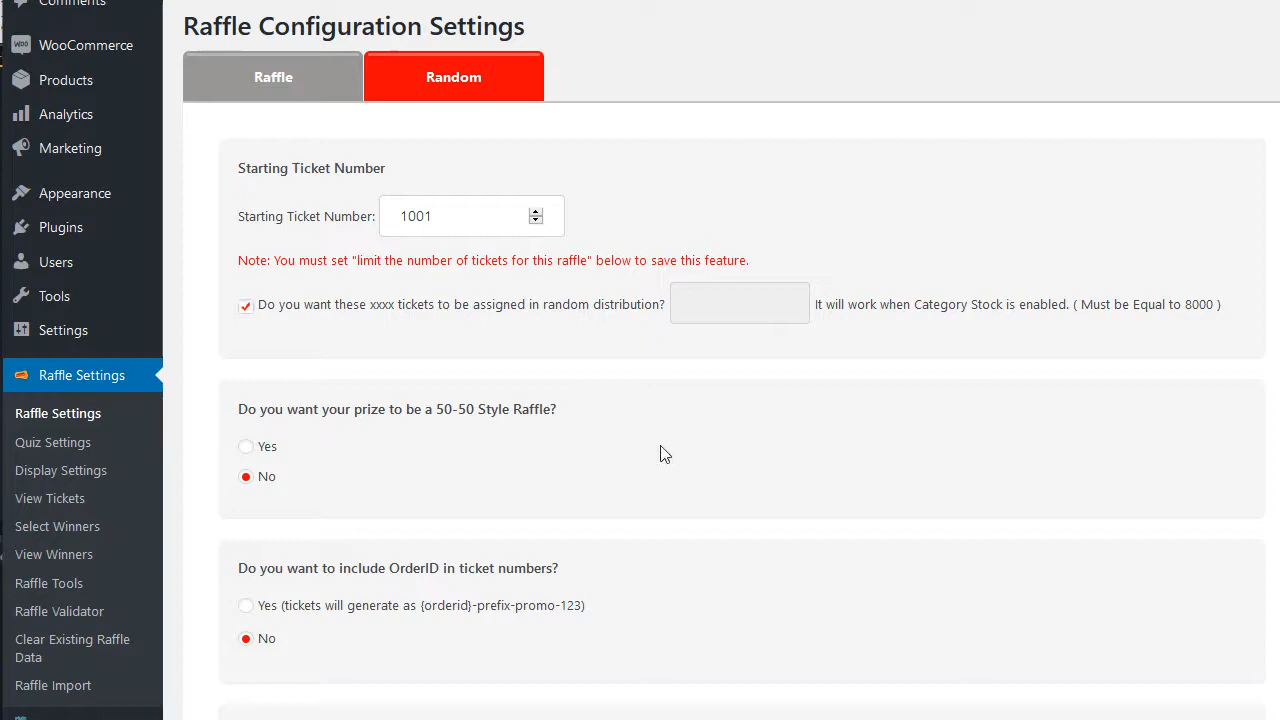 Comments
WooCommerce
Products
Analytics
Marketing
Appearance
Plugins
Users
Tools
Settings
Raffle Settings
Raffle Settings
Quiz Settings
Display Settings
View Tickets
Select Winners
View Winners
Raffle Tools
Raffle Validator
Clear Existing Raffle
Data
Raffle Import
Raffle Configuration Settings
Raffle
Random
Starting Ticket Number
Starting Ticket Number: 1001
Note: You must set "limit the number of tickets for this raffle" below to save this feature.
Do you want these xxxx tickets to be assigned in random distribution? It will work when Category Stock is enabled. ( Must be Equal to 8000 )
Do you want your prize to be a 50-50 Style Raffle?
Yes
No
Do you want to include OrderID in ticket numbers?
Yes (tickets will generate as {orderid}-prefix-promo-123)
No